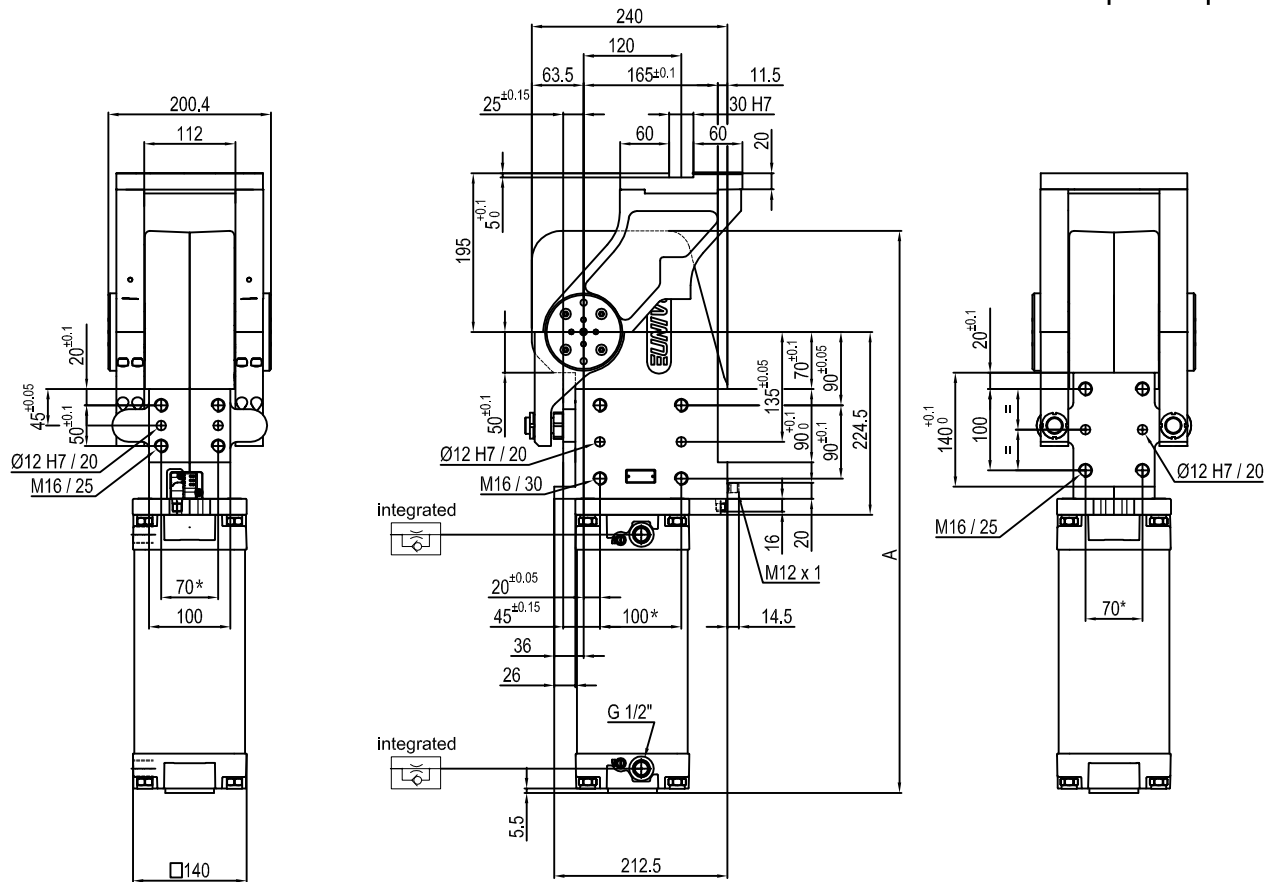 240
120
63.5
165±0.1
11.5
25±0.15
30 H7
60
60
20
200.4
112
195
5 +0.1 0
20±0.1
45±0.05
50±0.1
Ø12 H7 / 20
M16 / 25
integrated
70*
100
□140
50±0.1
Ø12 H7 / 20
M16 / 30
135±0.05
70±0.1
90±0.05
90 +0.1 0
90±0.1
224.5
16
20
M12 x 1
A
20±0.05
45±0.15
100*
14.5
36
26
G 1/2"
integrated
5.5
212.5
20±0.1
140 +0.1 0
100
=
=
Ø12 H7 / 20
M16 / 25
70*